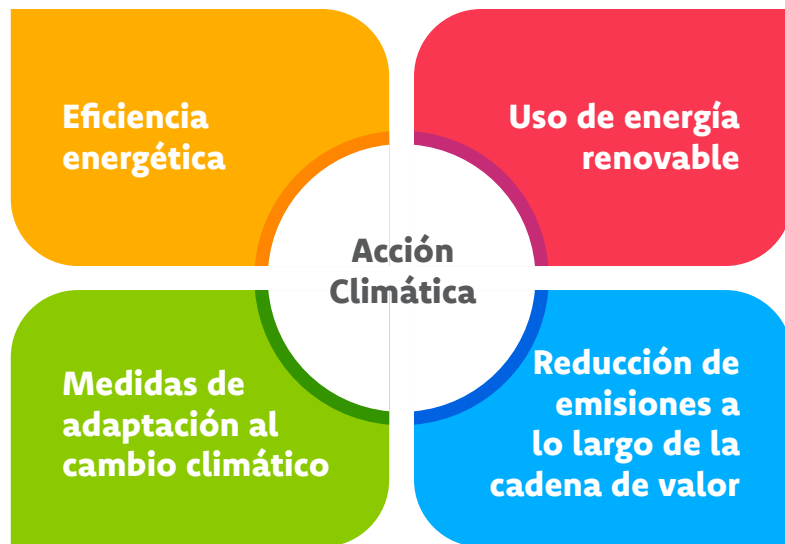 Eficiencia
energética
Uso de energía
renovable
Acción
Climática
Medidas de
adaptación al
cambio climático
Reducción de
emisiones a
lo largo de la
cadena de valor